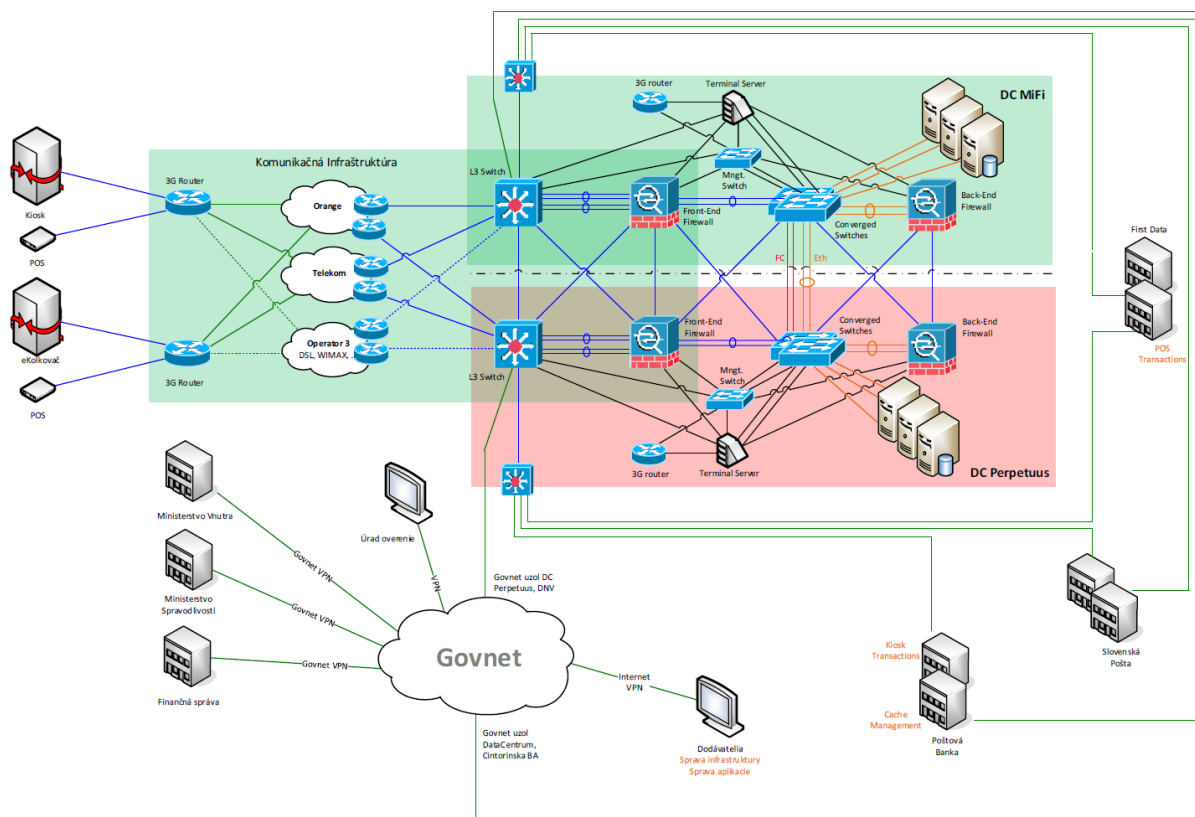 3G router
Terminal Server
DC MiFi
Komunikačná Infraštruktúra
3G Router
L3 Switch
Mngt.
Switch
Kiosk
Orange
Front-End
Firewall
Converged
Switches
Back-End
Firewall
POS
Telekom
FC
Eth
First Data
eKolkovač
3G Router
Operator 3
DSL, WIMAX, ..
L3 Switch
Front-End
Firewall
Converged
Switches
Back-End
Firewall
POS
Transactions
POS
Mngt.
Switch
3G router
Terminal Server
DC Perpetuus
Ministerstvo Vnutra
Úrad overenie
Govnet VPN
VPN
Govnet uzol DC
Perpetuus, DNV
Ministerstvo
Spravodlivosti
Govnet VPN
Govnet VPN
Finančná správa
Govnet
Internet
VPN
Kiosk
Transactions
Slovenská
Pošta
Cache
Management
Poštová
Banka
Govnet uzol
DataCentrum,
Cintorinska BA
Dodávatelia
Sprava infrastruktury
Sprava aplikacie